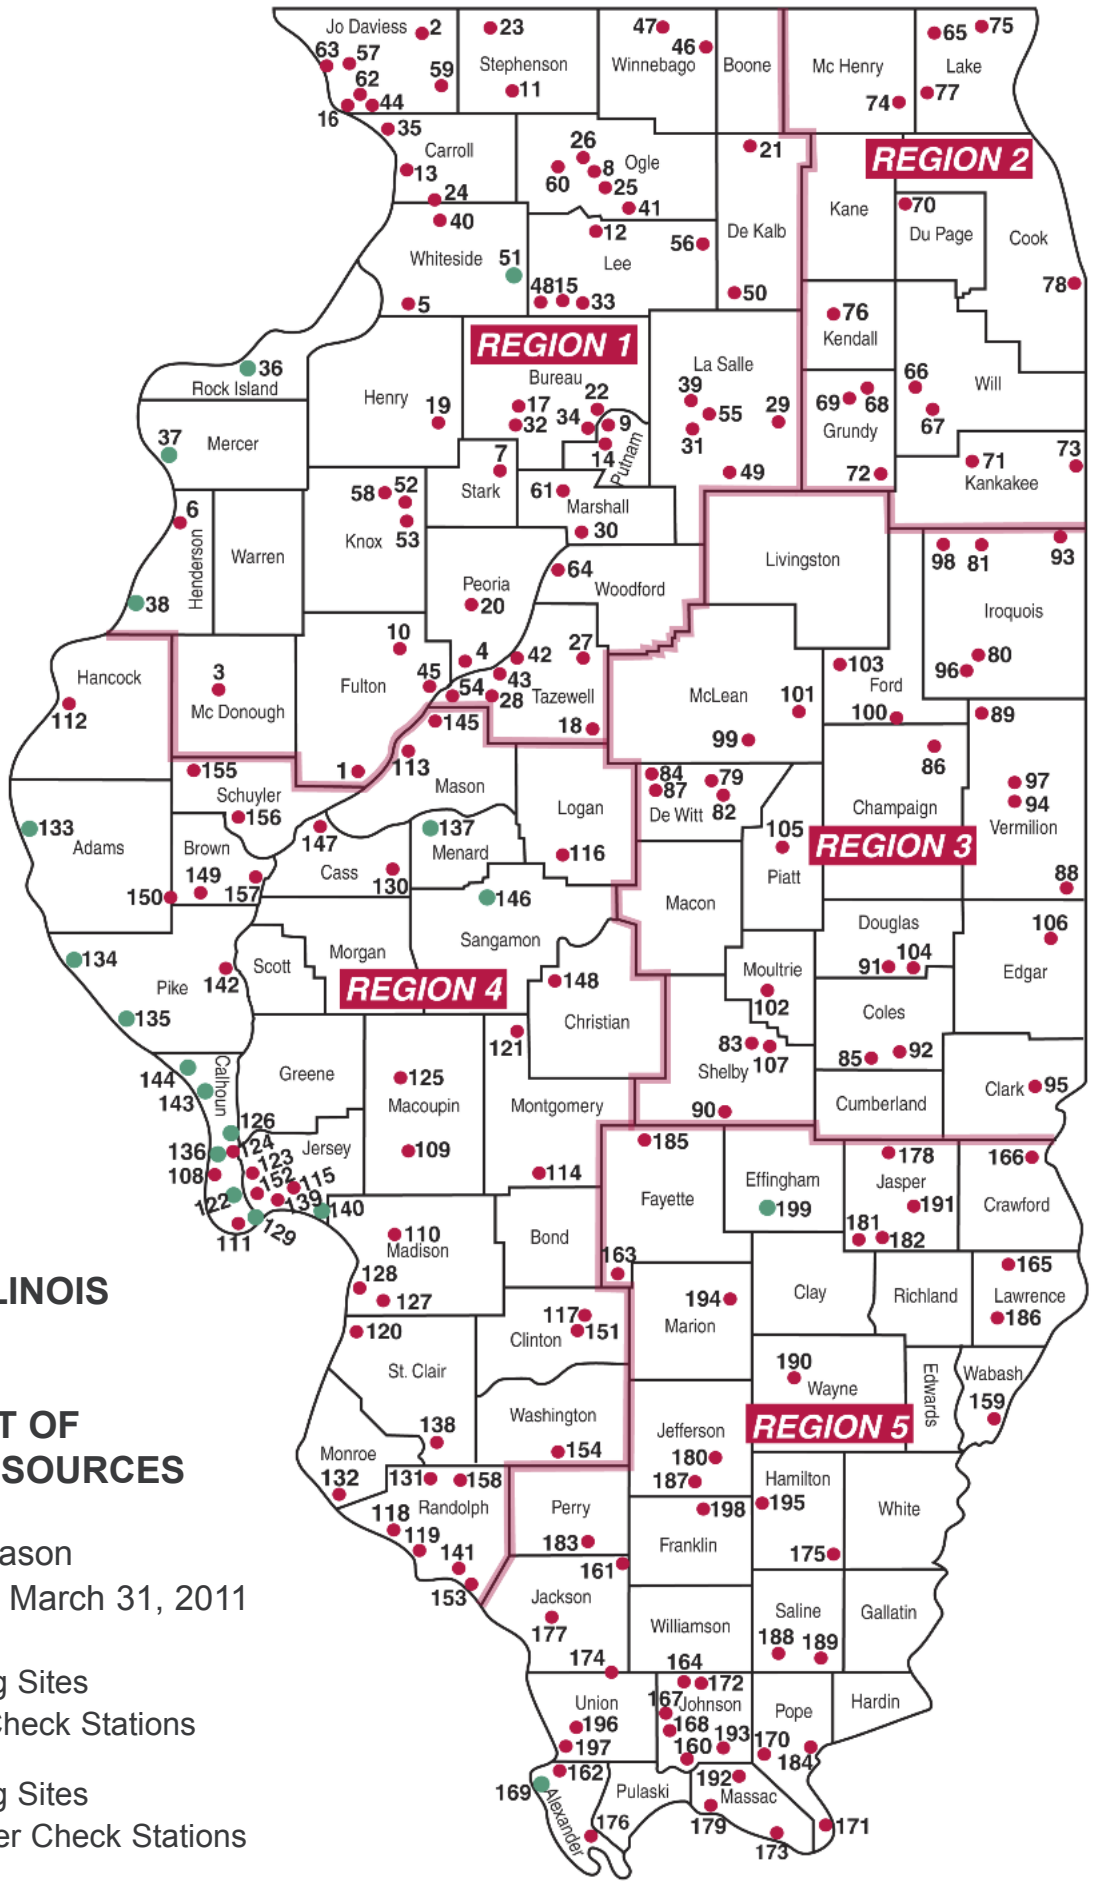 Jo Daviess 2 23 47 65 75
63 57 46
62 59 Stephenson Winnebago Boone Mc Henry Lake
16 44 11 74 77
35 26 21 REGION 2
Carroll Ogle
13 60 8
24 25 70
40 41 Kane
12 De Kalb Du Page Cook
Whiteside 51 56
Lee
48 15 33 50 78
5 76
REGION 1 Kendall
36 La Salle
Rock Island Bureau
Henry 39 66 Will
17 22 55 29 69 68
37 Mercer 19 32 34 9 31 Grundy 67
14 Putnam
7 49 72 71 73
58 52 Stark 61 Kankakee
6 53 Marshall
Knox 30
Henderson Warren 98 81 93
Livingston
64 Woodford
Peoria
38 20 Iroquois
10 4 42 27 80
Hancock 103 96
3 45 43 Ford
Fulton 54 28 Tazewell McLean 101
112 Mc Donough 145 18 100 89
99
113 86
155 1 84 79
Schuyler Mason 87 97
156 De Witt 82 94
133 147 137 Logan Champaign Vermilion
Adams Brown 105 REGION 3
149 Cass Menard 116
150 157 130 Piatt 88
146 Macon
Sangamon Douglas 106
134 Morgan 104
Scott 91 Edgar
142 148 Moultrie
Pike REGION 4 102
135 Christian Coles
121 83 92
144 Calhoun Greene 107 85
143 125 Shelby Clark 95
Macoupin Montgomery Cumberland
126 90
136 124 Jersey 185 178 166
123 109
108 152 115 114 Effingham Jasper
122 139 140 Fayette 199 191 Crawford
129 181 182
111 110 Bond
Madison 163 165
LINOIS 128 194 Clay Richland Lawrence
127 117 Marion 186
120 151
Clinton
St. Clair 190 Edwards Wabash
Wayne 159
T OF Washington REGION 5
SOURCES 138 Jefferson
Monroe 154 180
132 131 158 187 Hamilton
Randolph Perry 198 195 White
118
ason 119 183 Franklin 175
141 161
March 31, 2011 153 Jackson Saline Gallatin
177 Williamson 188 189
g Sites 174 164
Check Stations 172 Hardin
Union 167 Johnson Pope
196 168 193 170
197 160 184
g Sites 162 192
169 Pulaski Massac
er Check Stations Alexander 176 179 171
173